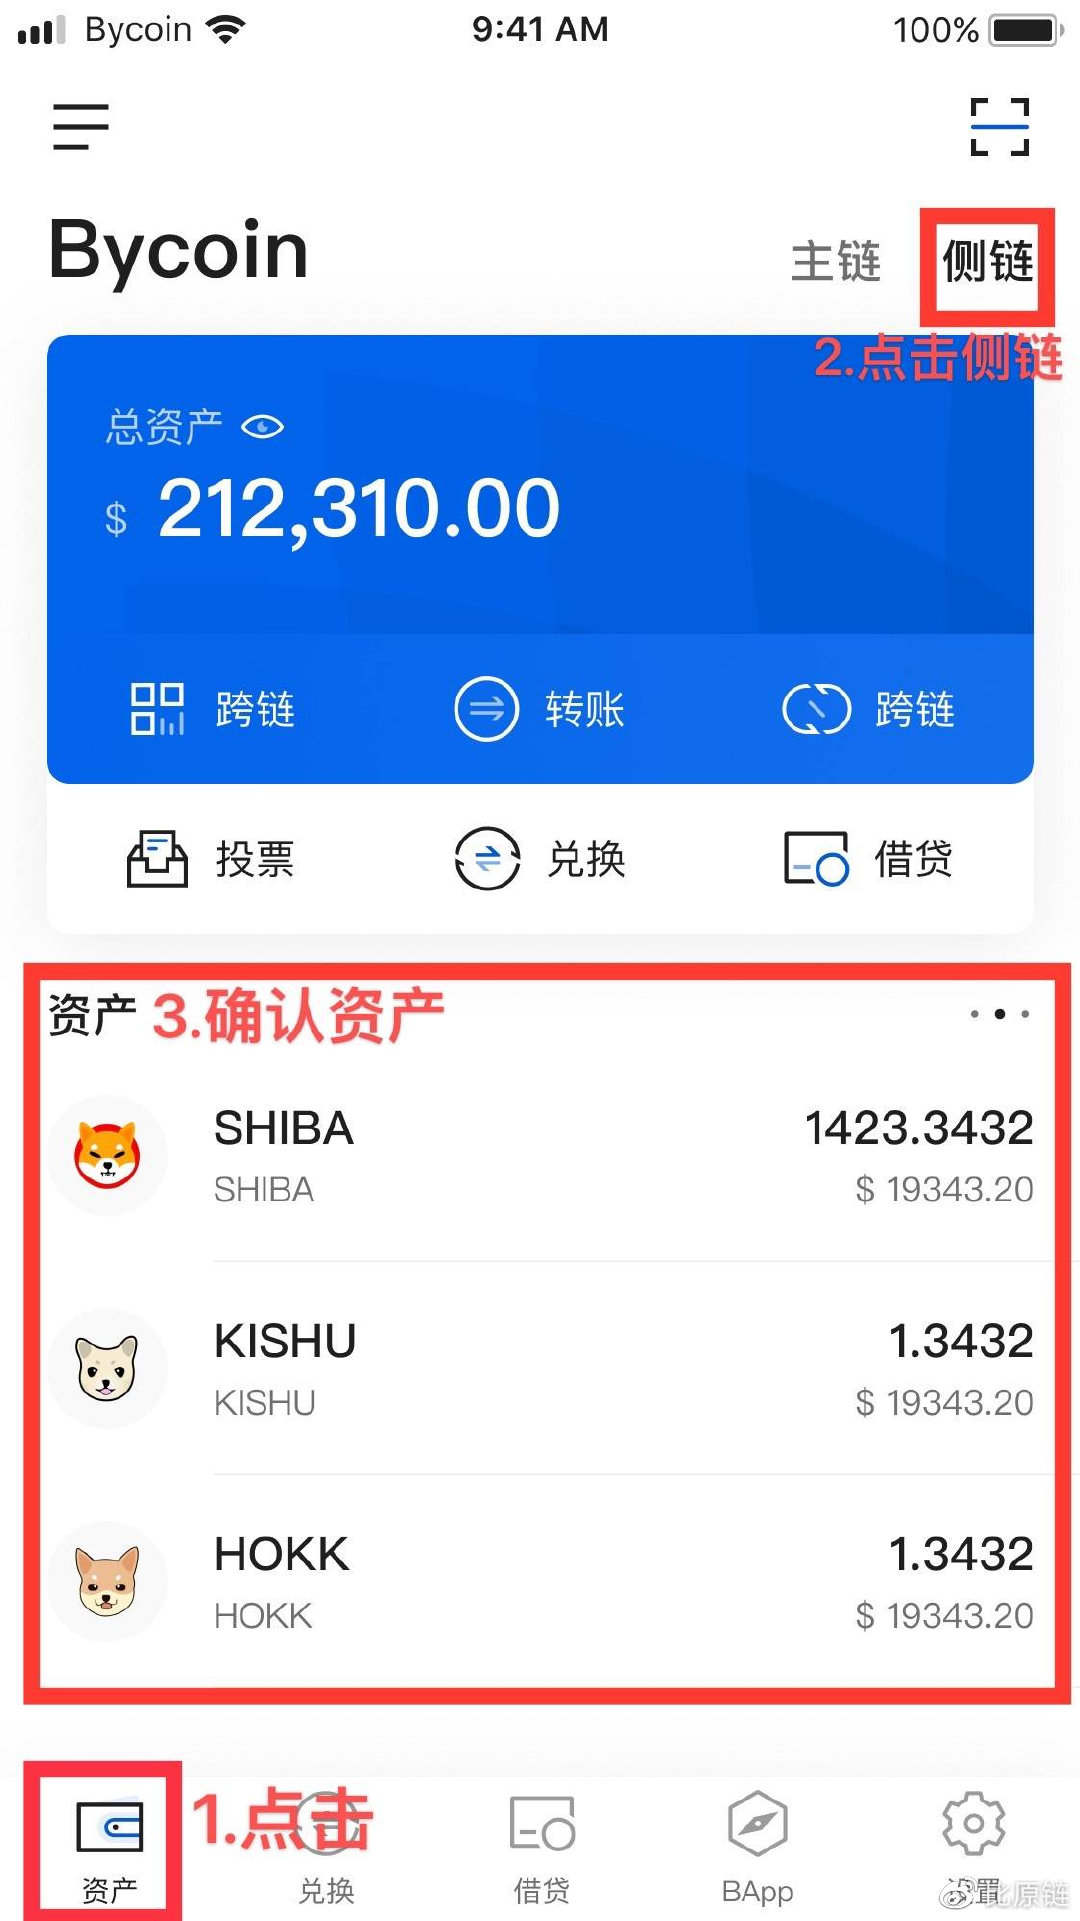 Bycoin 9:41 AM 100%
Bycoin 主链 侧链
2.点击侧链
总资产
$ 212,310.00
跨链 转账 跨链
投票 兑换 借贷
资产 3.确认资产
SHIBA 1423.3432
SHIBA $ 19343.20
KISHU 1.3432
KISHU $ 19343.20
HOKK 1.3432
HOKK $ 19343.20
1.点击
资产 兑换 借贷 BApp 设置
比原链